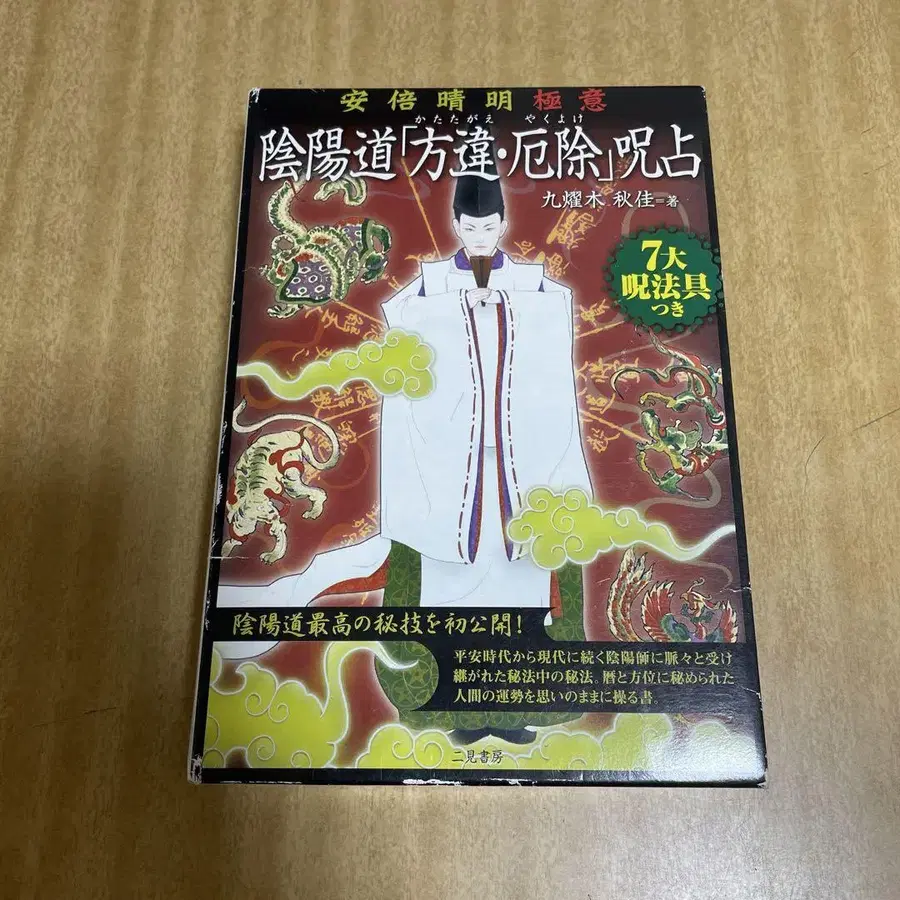 安倍晴明極意
かたたがえ やくよけ
陰陽道「方違・厄除」呪占
九燿木 秋佳=著
7大
呪法具
つき
陰陽道最高の秘技を初公開!
平安時代から現代に続く陰陽師に脈々と受け
継がれた秘法中の秘法。暦と方位に秘められた
人間の運勢を思いのままに操る書。
二見書房